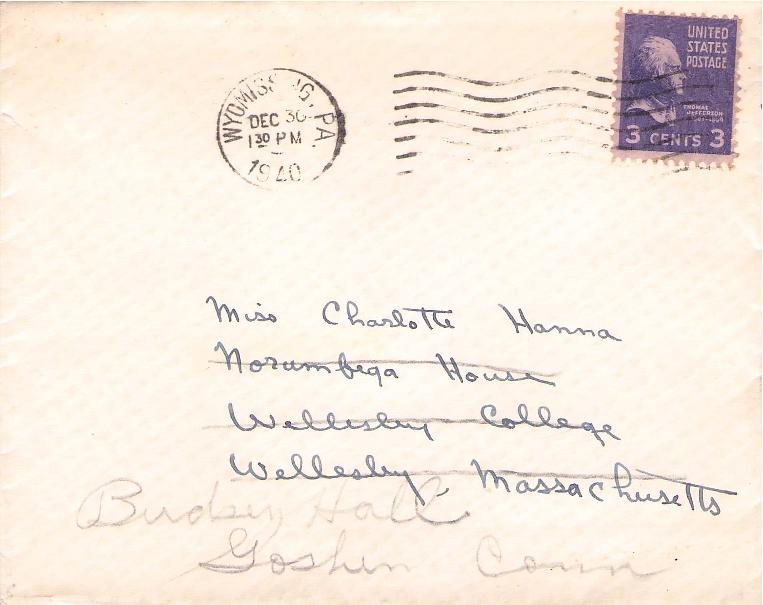 WYOMISSING, PA.
DEC 30
1 30 PM
1940
UNITED
STATES
POSTAGE
THOMAS
JEFFERSON
3 CENTS 3
Miss Charlotte Hanna
Norumbega House
Wellesley College
Wellesley, Massachusetts
Birdsey Hall
Goshen Conn